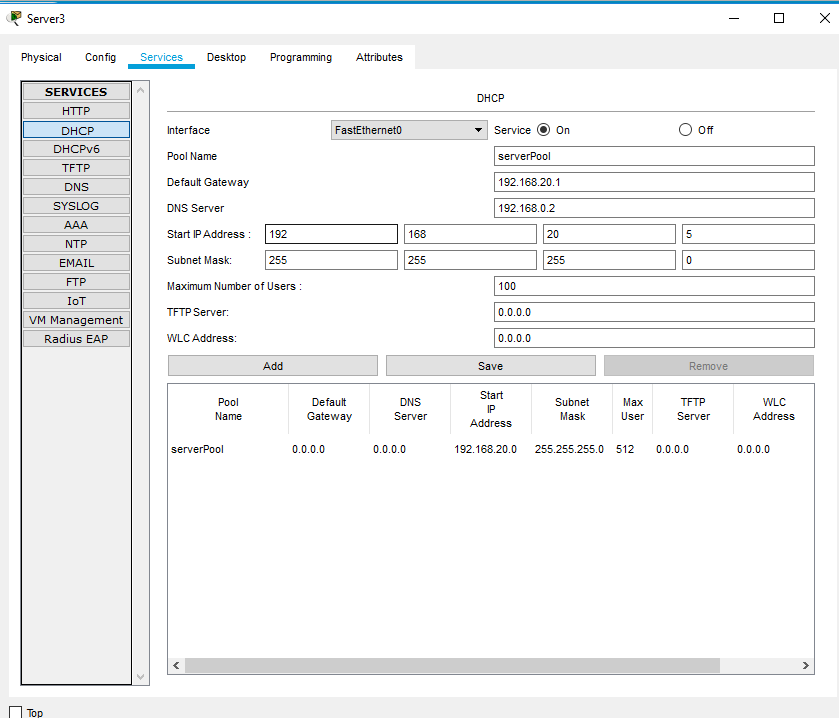 Server3
Physical Config Services Desktop Programming Attributes
SERVICES
HTTP
DHCP
DHCPv6
TFTP
DNS
SYSLOG
AAA
NTP
EMAIL
FTP
IoT
VM Management
Radius EAP
DHCP
Interface FastEthernet0 Service On Off
Pool Name serverPool
Default Gateway 192.168.20.1
DNS Server 192.168.0.2
Start IP Address : 192 168 20 5
Subnet Mask: 255 255 255 0
Maximum Number of Users : 100
TFTP Server: 0.0.0.0
WLC Address: 0.0.0.0
Add Save Remove
Pool Name Default Gateway DNS Server Start IP Address Subnet Mask Max User TFTP Server WLC Address
serverPool 0.0.0.0 0.0.0.0 192.168.20.0 255.255.255.0 512 0.0.0.0 0.0.0.0
Top